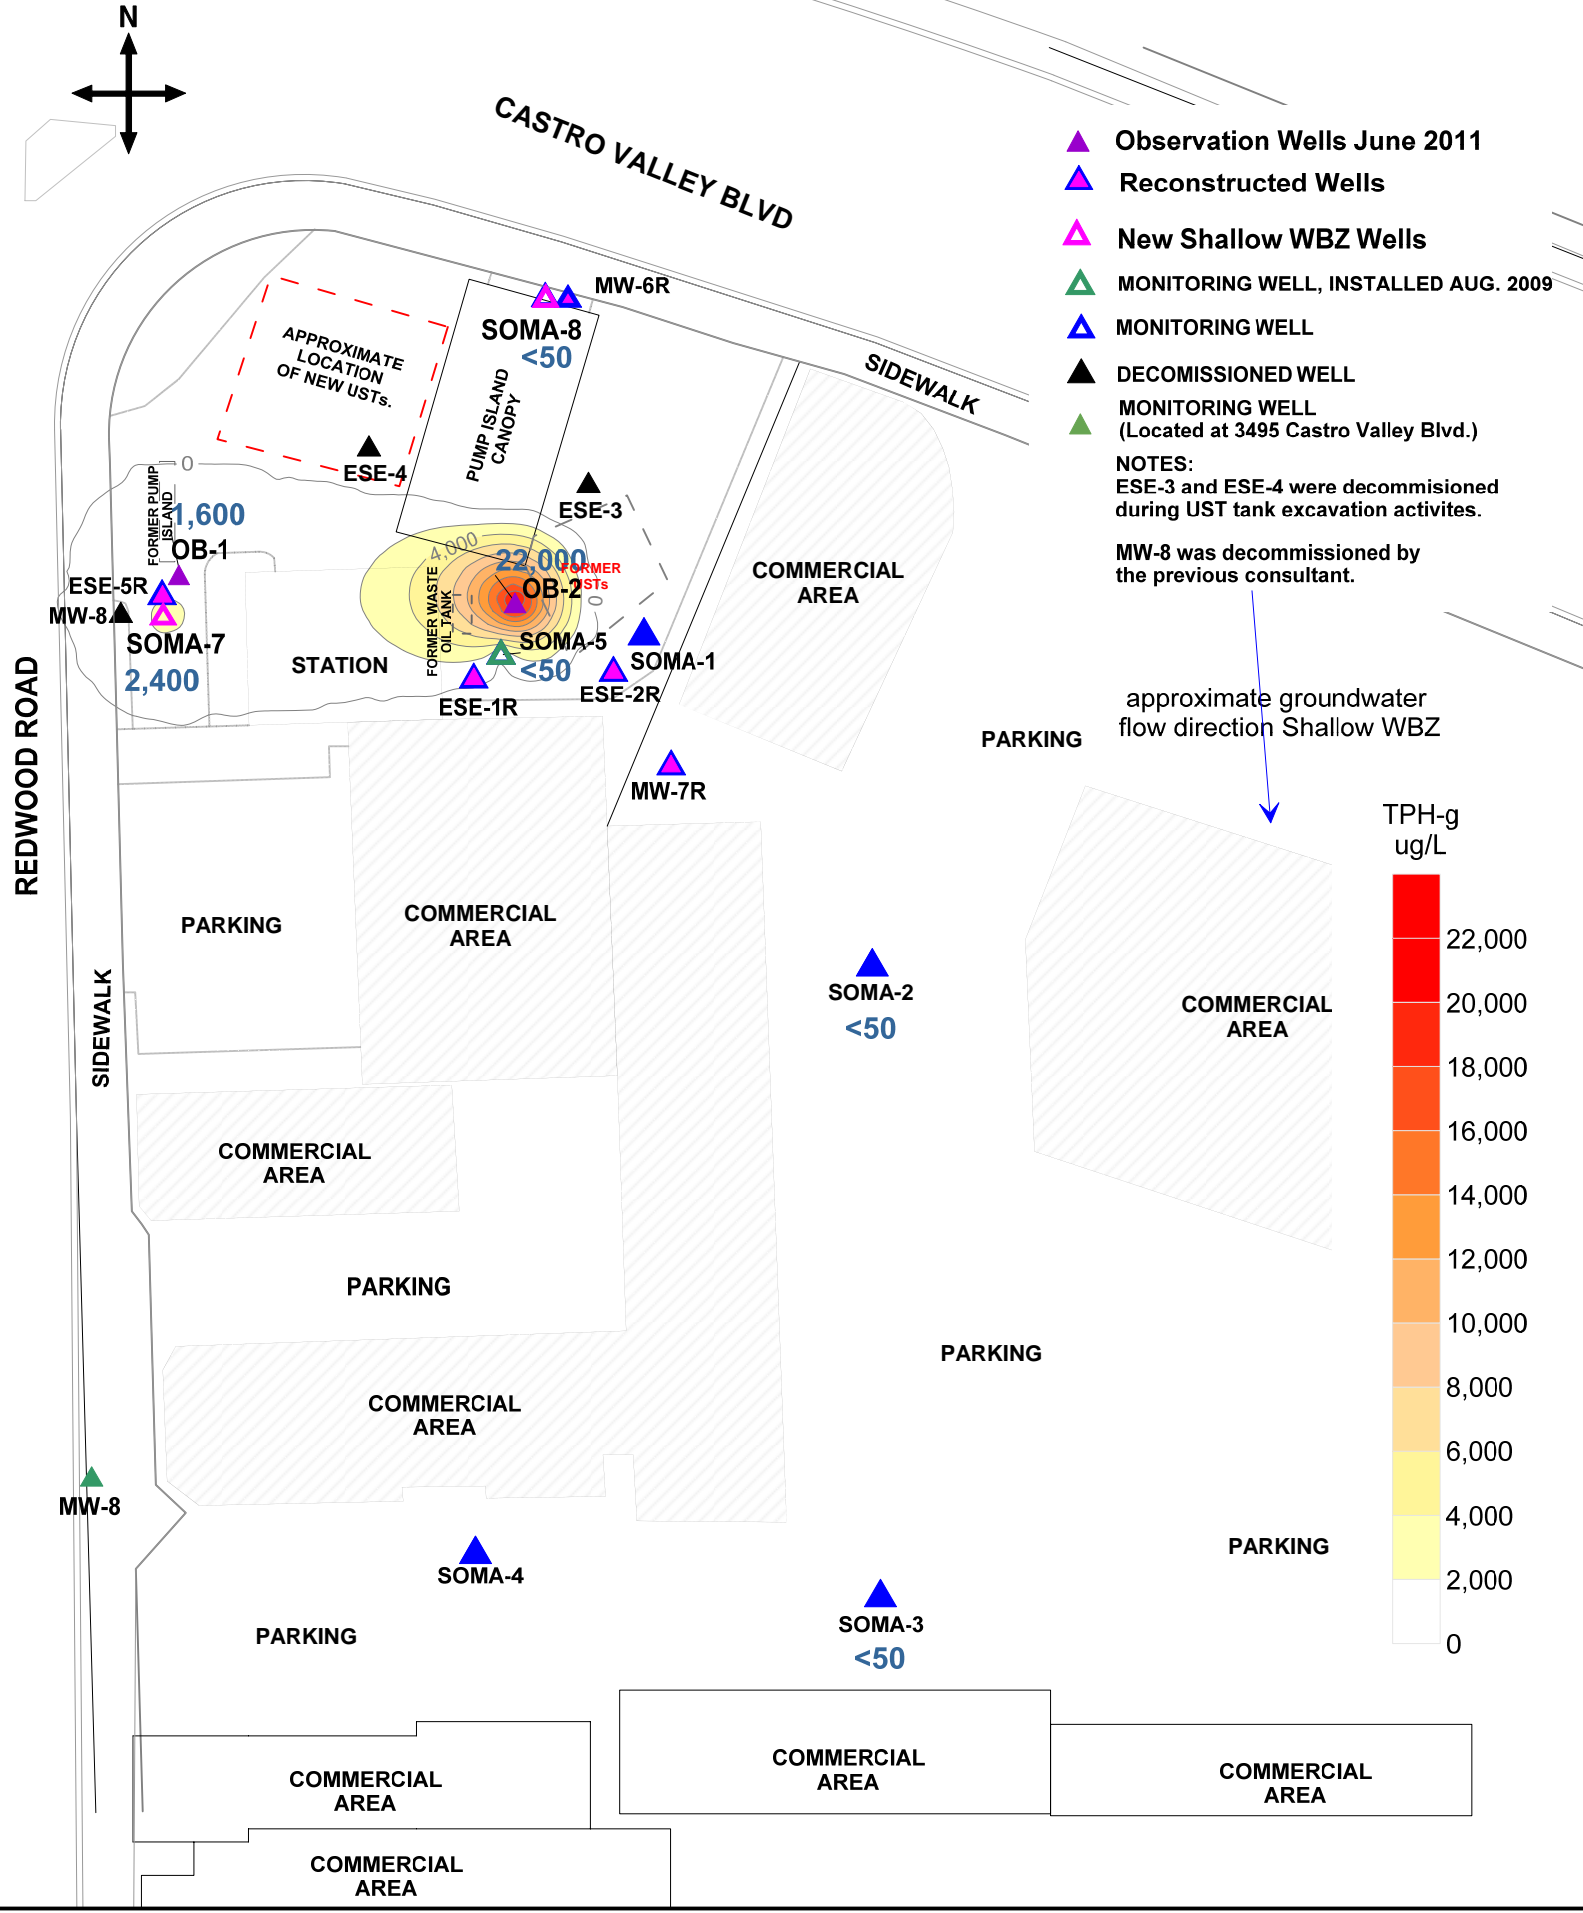 N
CASTRO VALLEY BLVD
Observation Wells June 2011
Reconstructed Wells
New Shallow WBZ Wells
MONITORING WELL, INSTALLED AUG. 2009
MONITORING WELL
DECOMISSIONED WELL
MONITORING WELL
(Located at 3495 Castro Valley Blvd.)
NOTES:
ESE-3 and ESE-4 were decommisioned
during UST tank excavation activites.
MW-8 was decommissioned by
the previous consultant.
approximate groundwater
flow direction Shallow WBZ
MW-6R
SOMA-8
<50
SIDEWALK
APPROXIMATE
LOCATION
OF NEW USTs.
PUMP ISLAND
CANOPY
ESE-4
ESE-3
0
FORMER PUMP
ISLAND
1,600
OB-1
4,000
22,000
FORMER
USTs
OB-2
0
ESE-5R
MW-8
SOMA-7
2,400
STATION
FORMER WASTE
OIL TANK
SOMA-5
<50
SOMA-1
ESE-1R
ESE-2R
MW-7R
COMMERCIAL
AREA
PARKING
REDWOOD ROAD
SIDEWALK
PARKING
COMMERCIAL
AREA
SOMA-2
<50
COMMERCIAL
AREA
COMMERCIAL
AREA
PARKING
PARKING
COMMERCIAL
AREA
MW-8
SOMA-4
PARKING
SOMA-3
<50
PARKING
COMMERCIAL
AREA
COMMERCIAL
AREA
COMMERCIAL
AREA
COMMERCIAL
AREA
TPH-g
ug/L
22,000
20,000
18,000
16,000
14,000
12,000
10,000
8,000
6,000
4,000
2,000
0